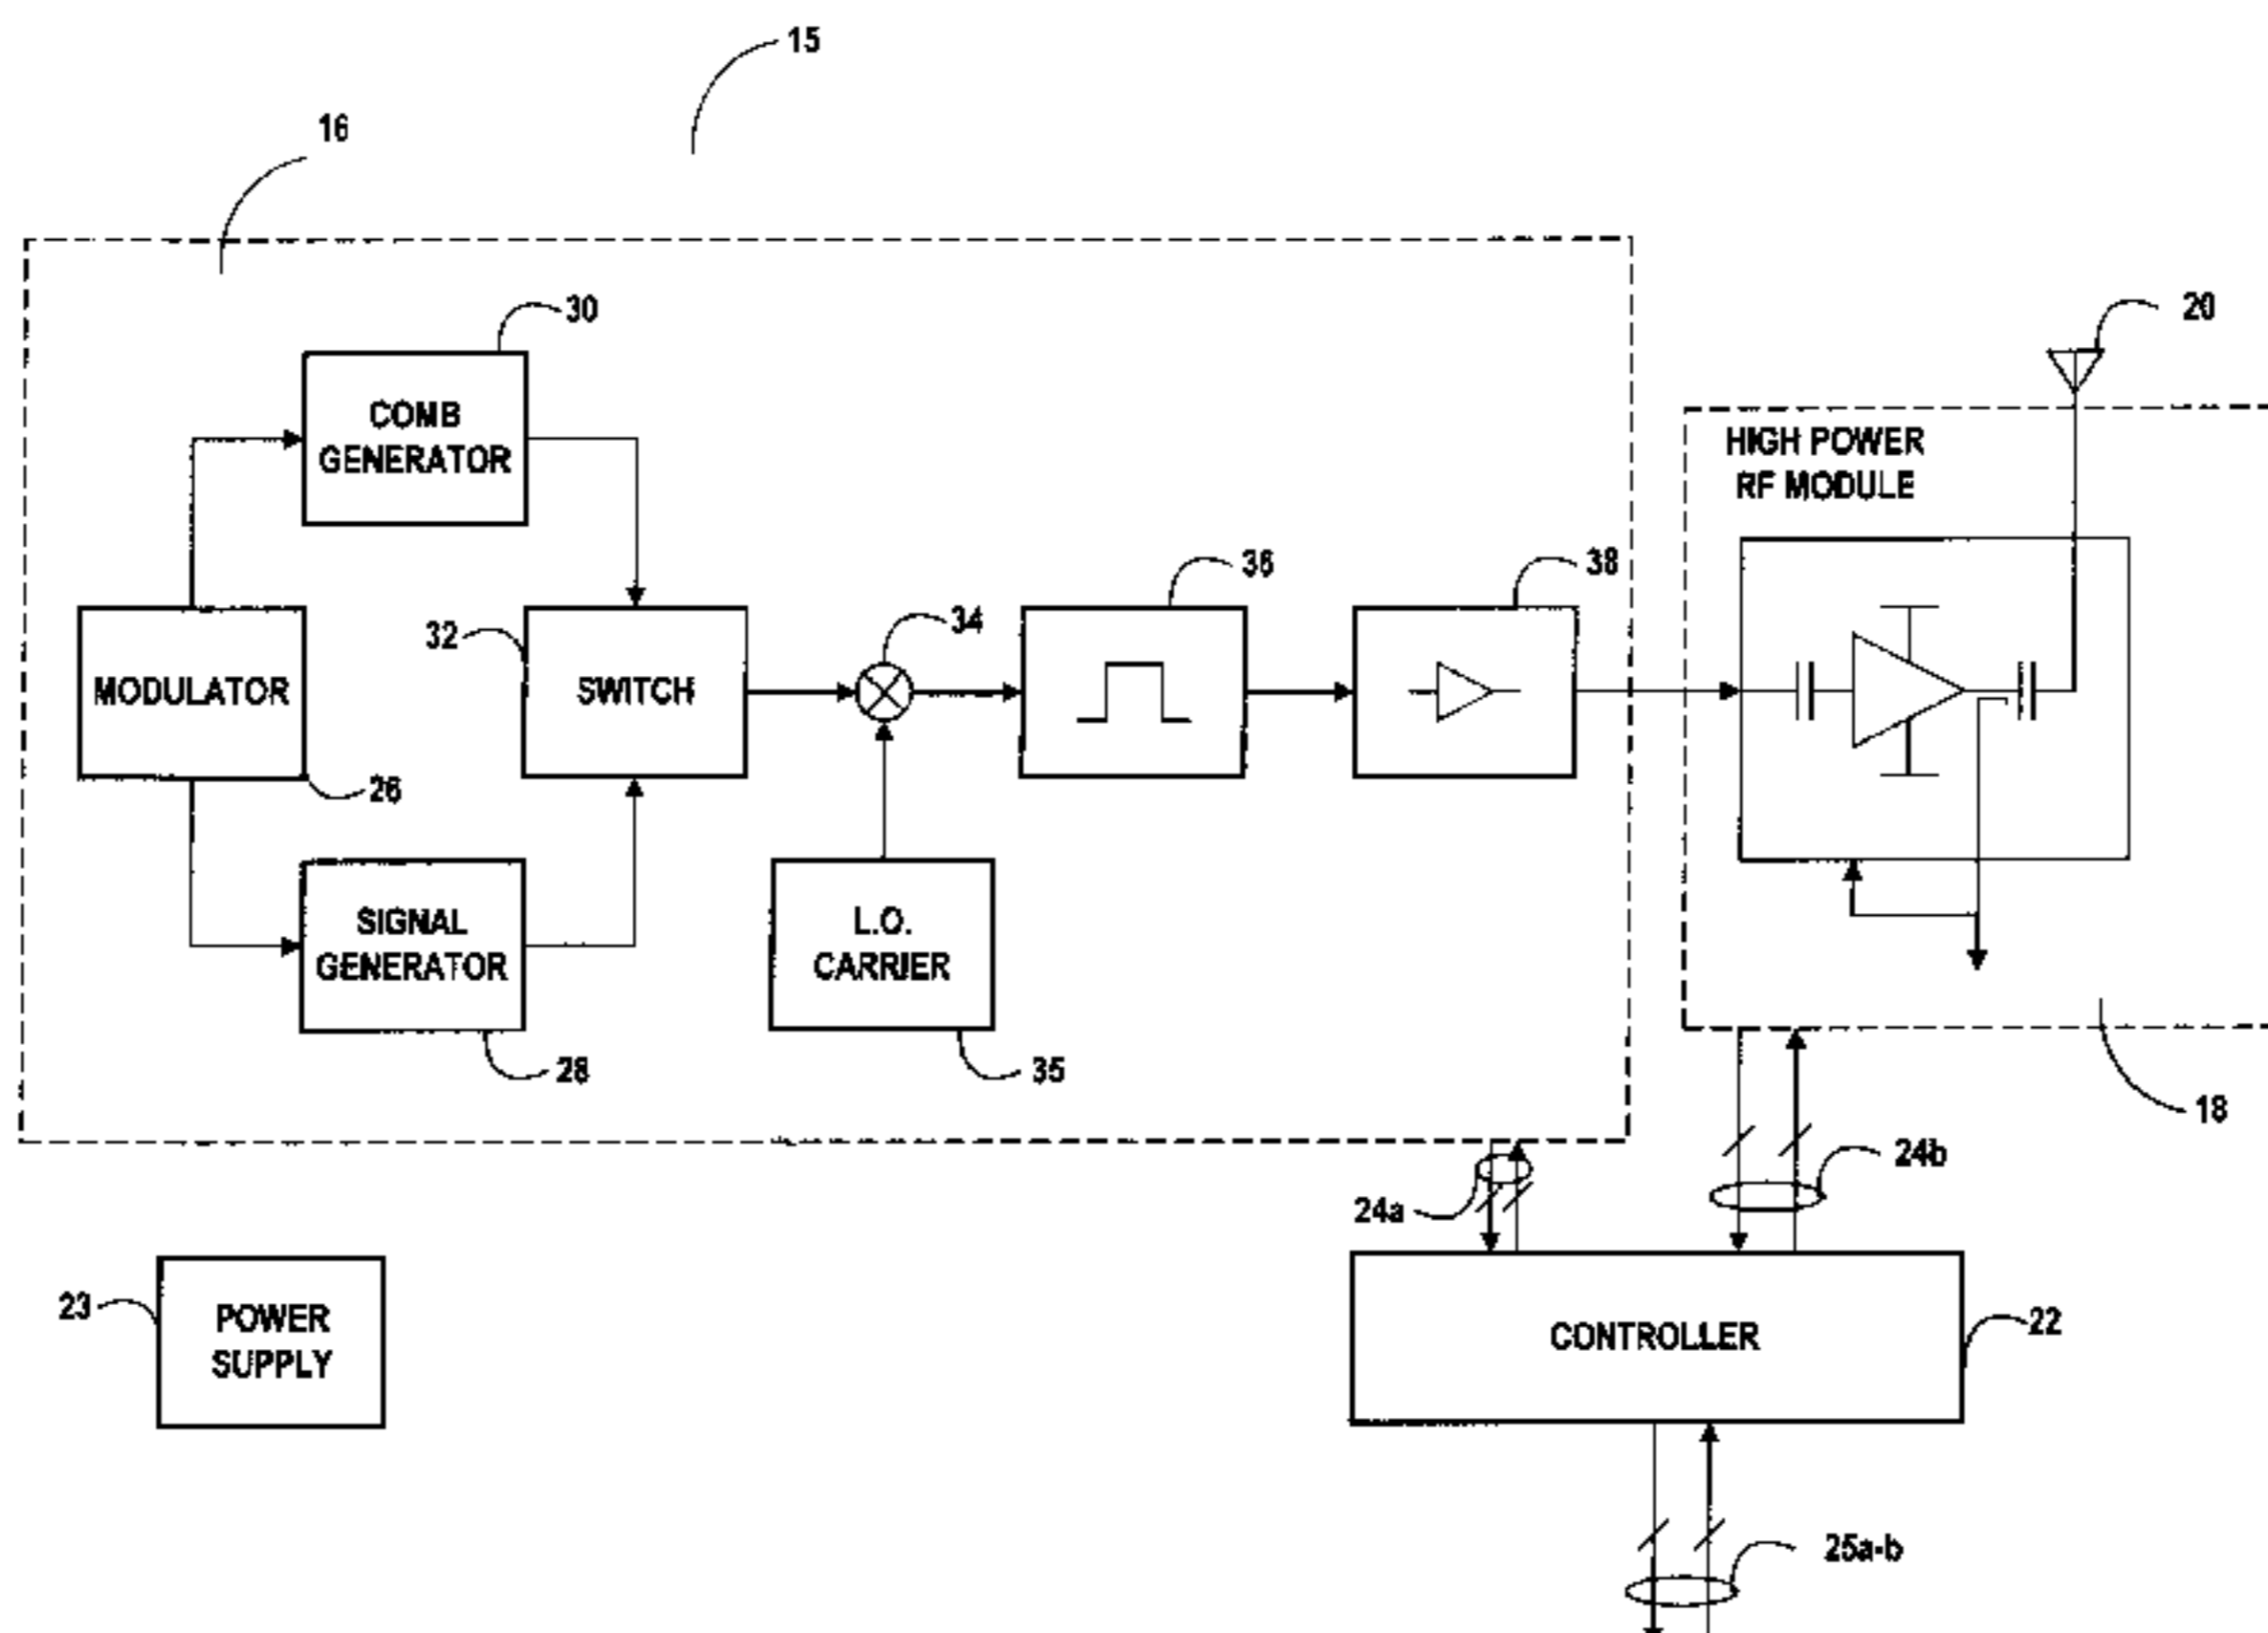 15
16
30
COMB
GENERATOR
20
HIGH POWER
RF MODULE
36
38
34
32
MODULATOR
SWITCH
26
SIGNAL
GENERATOR
L.O.
CARRIER
28
35
18
24b
24a
23
POWER
SUPPLY
CONTROLLER
22
25a-b